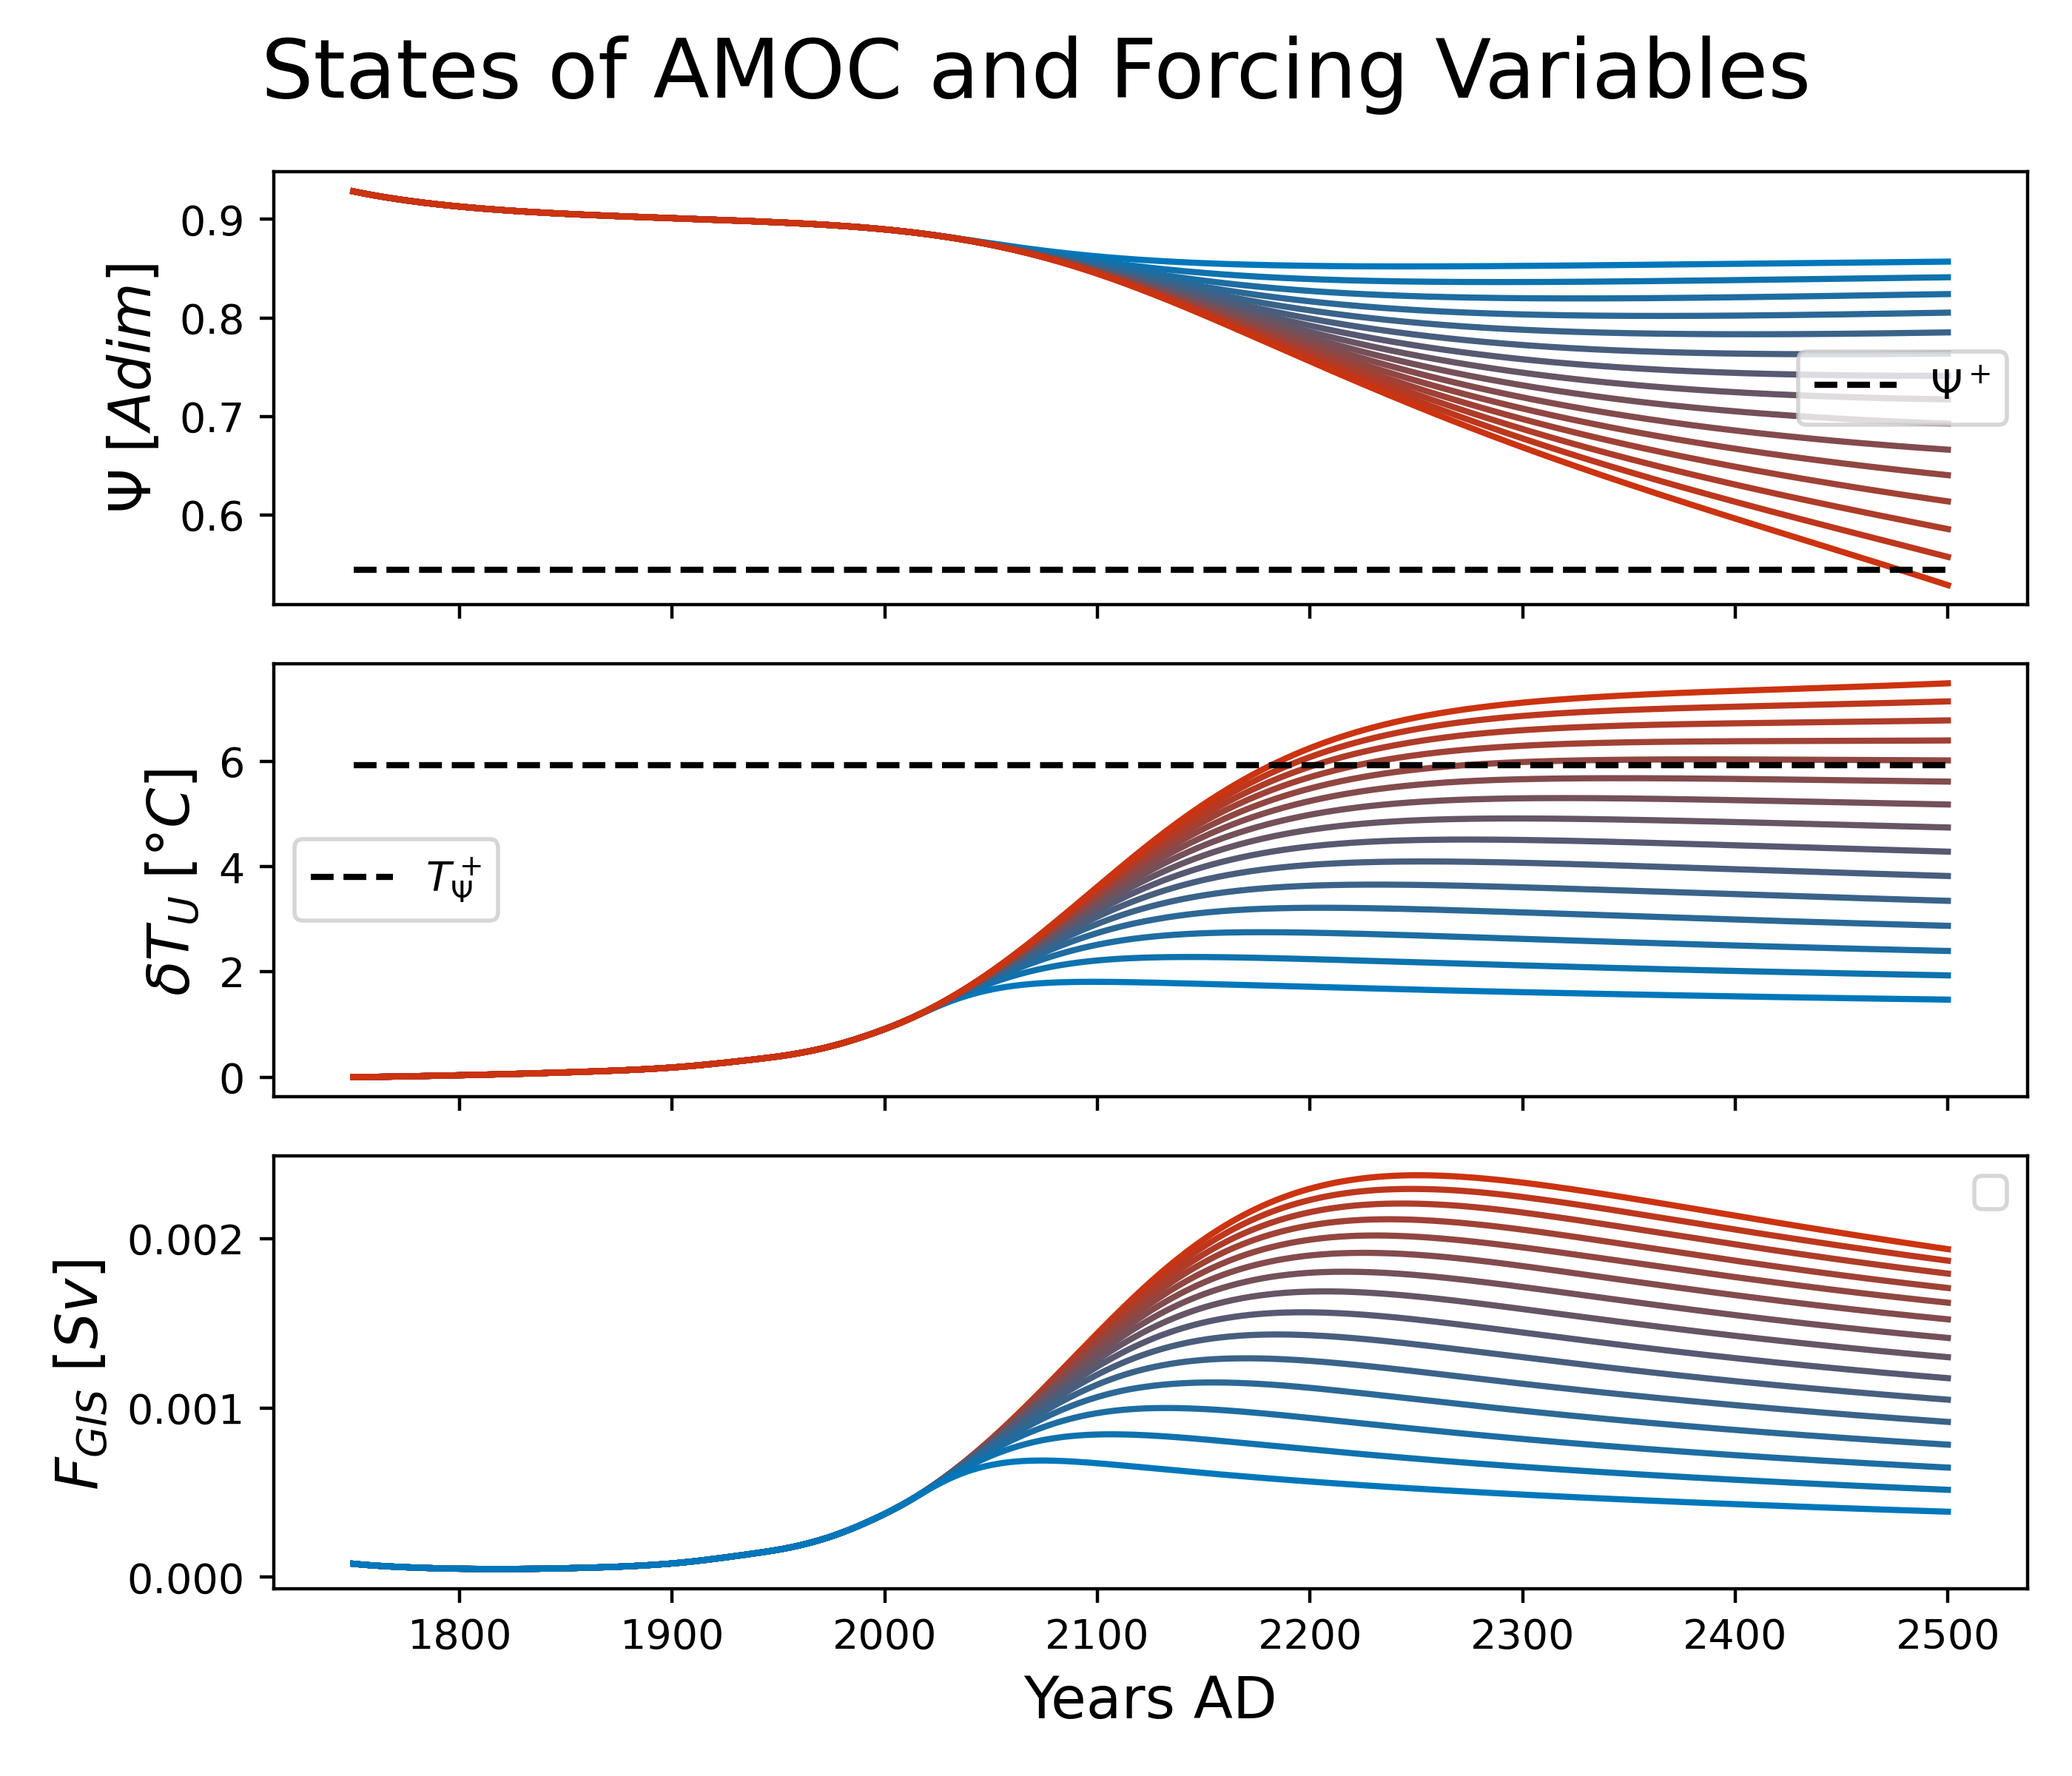 States of AMOC and Forcing Variables
Ψ [Adim]
0.9
0.8
0.7
0.6
Ψ⁺
δT_U [°C]
6
4
2
0
T_Ψ⁺
F_GIS [Sv]
0.002
0.001
0.000
1800 1900 2000 2100 2200 2300 2400 2500
Years AD